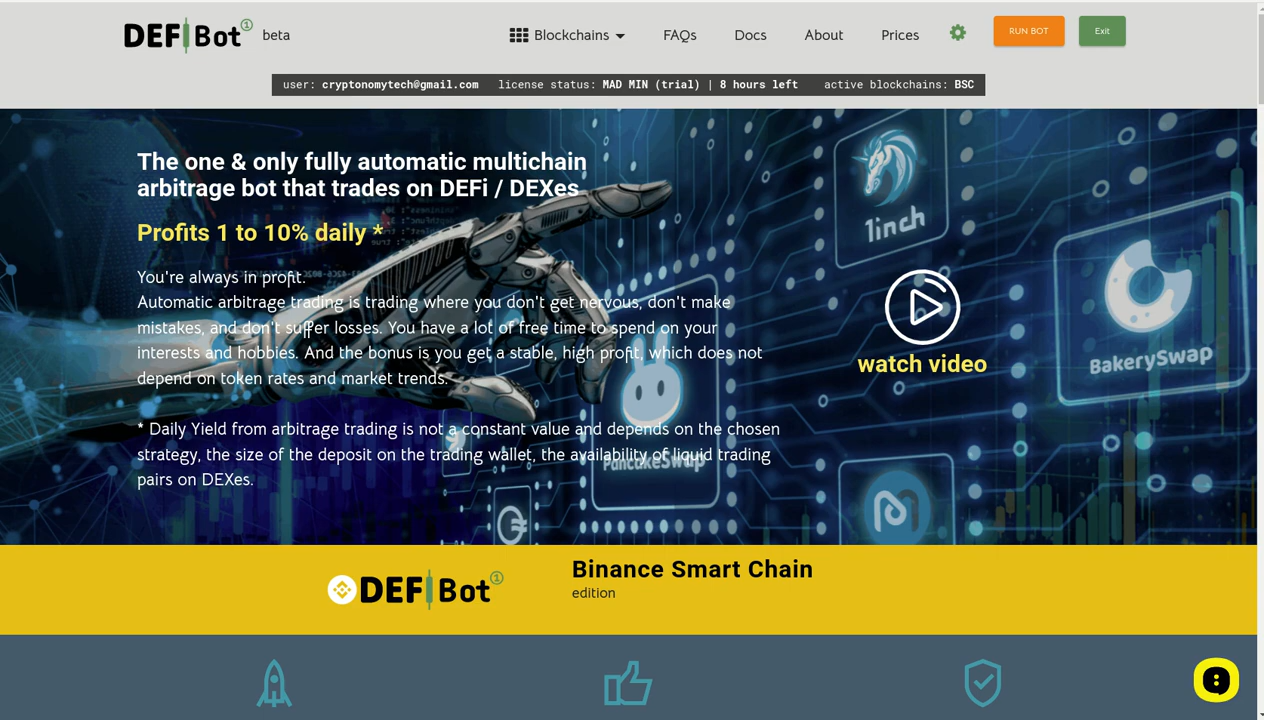 DEFI Bot 1
beta
Blockchains
FAQs
Docs
About
Prices
RUN BOT
Exit
user: cryptonomytech@gmail.com license status: MAD MIN (trial) | 8 hours left active blockchains: BSC
The one & only fully automatic multichain
arbitrage bot that trades on DEFi / DEXes
Profits 1 to 10% daily *
You're always in profit.
Automatic arbitrage trading is trading where you don't get nervous, don't make
mistakes, and don't suffer losses. You have a lot of free time to spend on your
interests and hobbies. And the bonus is you get a stable, high profit, which does not
depend on token rates and market trends.
* Daily Yield from arbitrage trading is not a constant value and depends on the chosen
strategy, the size of the deposit on the trading wallet, the availability of liquid trading
pairs on DEXes.
1inch
BakerySwap
PancakeSwap
watch video
DEFI Bot 1
Binance Smart Chain
edition